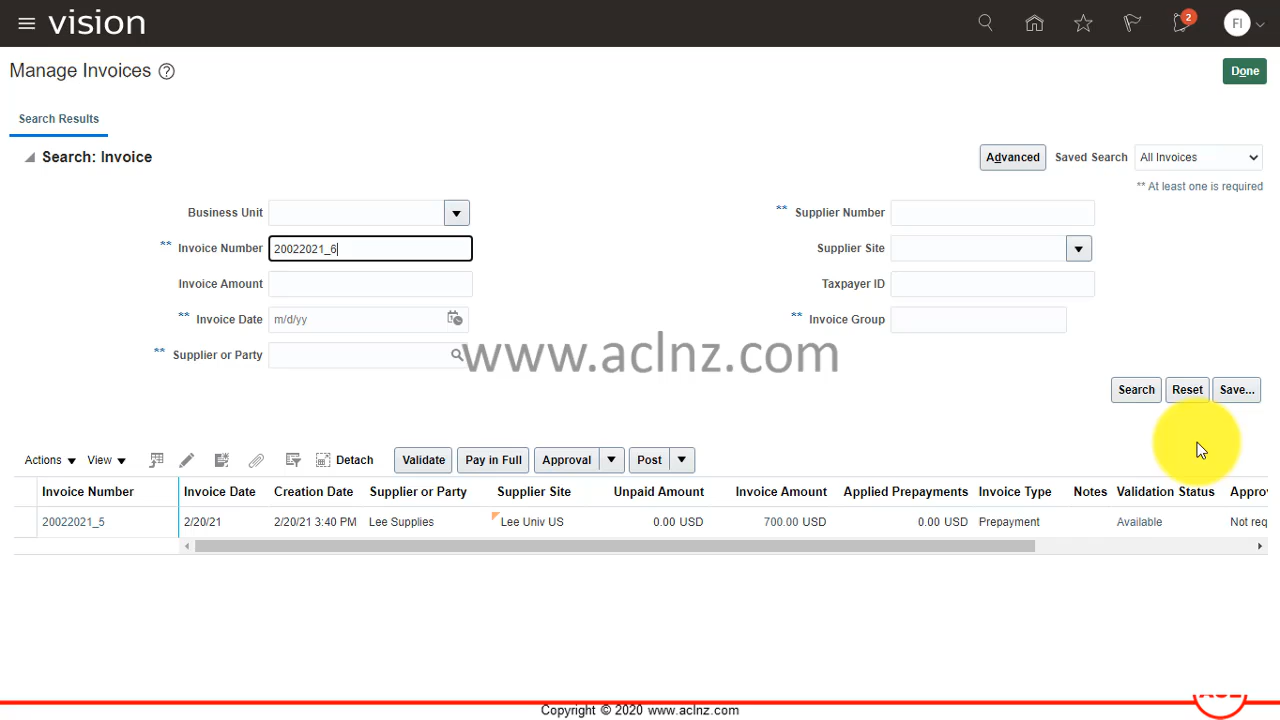 vision
2
FI
Manage Invoices ?
Done
Search Results
Search: Invoice
Advanced Saved Search All Invoices
** At least one is required
Business Unit
** Supplier Number
** Invoice Number 20022021_6
Supplier Site
Invoice Amount
Taxpayer ID
** Invoice Date m/d/yy
** Invoice Group
** Supplier or Party
www.aclnz.com
Search Reset Save...
Actions View Detach Validate Pay in Full Approval Post
Invoice Number Invoice Date Creation Date Supplier or Party Supplier Site Unpaid Amount Invoice Amount Applied Prepayments Invoice Type Notes Validation Status Appro
20022021_5 2/20/21 2/20/21 3:40 PM Lee Supplies Lee Univ US 0.00 USD 700.00 USD 0.00 USD Prepayment Available Not req
Copyright © 2020 www.aclnz.com